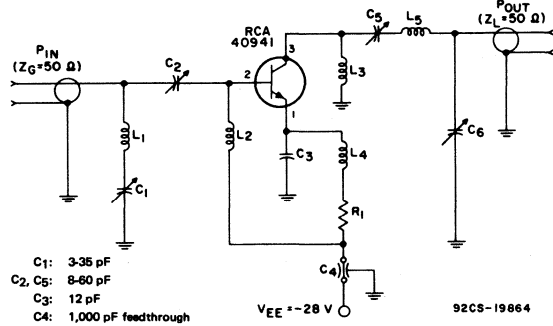 P_IN
(Z_G=50 Ω)
C₂
RCA
40941
3
2
1
C₅
L₅
P_OUT
(Z_L=50 Ω)
L₁
C₁
L₂
C₃
L₃
L₄
C₆
R₁
C₄
V_EE=-28 V
C₁: 3-35 pF
C₂, C₅: 8-60 pF
C₃: 12 pF
C4: 1,000 pF feedthrough
92CS-19864